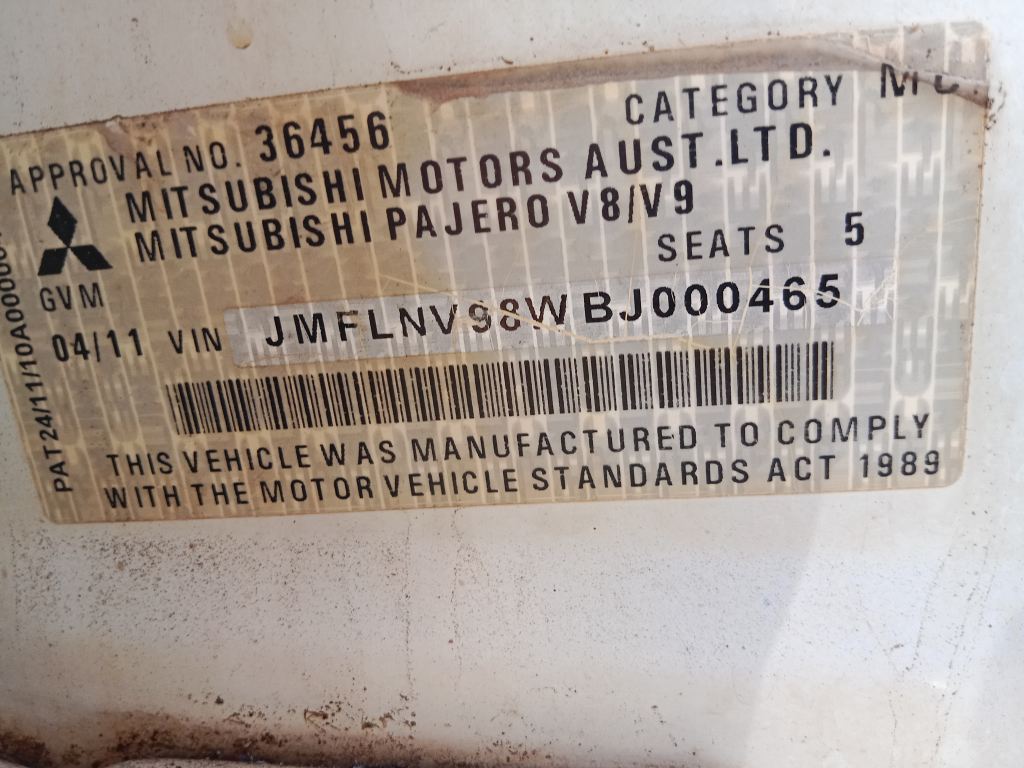 APPROVAL NO. 36456 CATEGORY
MITSUBISHI MOTORS AUST.LTD.
MITSUBISHI PAJERO V8/V9
SEATS 5
GVM
04/11 VIN JMFLNV98WBJ000465
THIS VEHICLE WAS MANUFACTURED TO COMPLY
WITH THE MOTOR VEHICLE STANDARDS ACT 1989